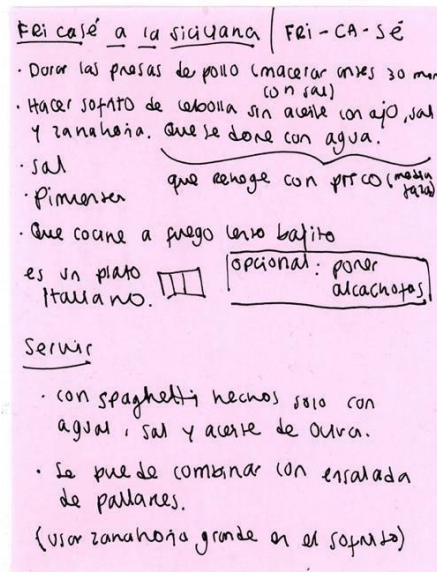 Fricasé a la siciliana | FRI-CA-SÉ
· Dorar las presas de pollo (macerar antes 30 min
con sal)
· Hacer sofrito de cebolla sin aceite con ajo, sal
y zanahoria. Que se dore con agua.
· sal
que rehoge con pisco (media taza)
· Pimienta
· Que cocine a fuego lento bajito
es un plato
italiano.
opcional: poner
alcachofas
Servir
· con spaghetti hechos solo con
agua, sal y aceite de oliva.
· Se puede combinar con ensalada
de pallares.
(usar zanahoria grande en el sofrito)